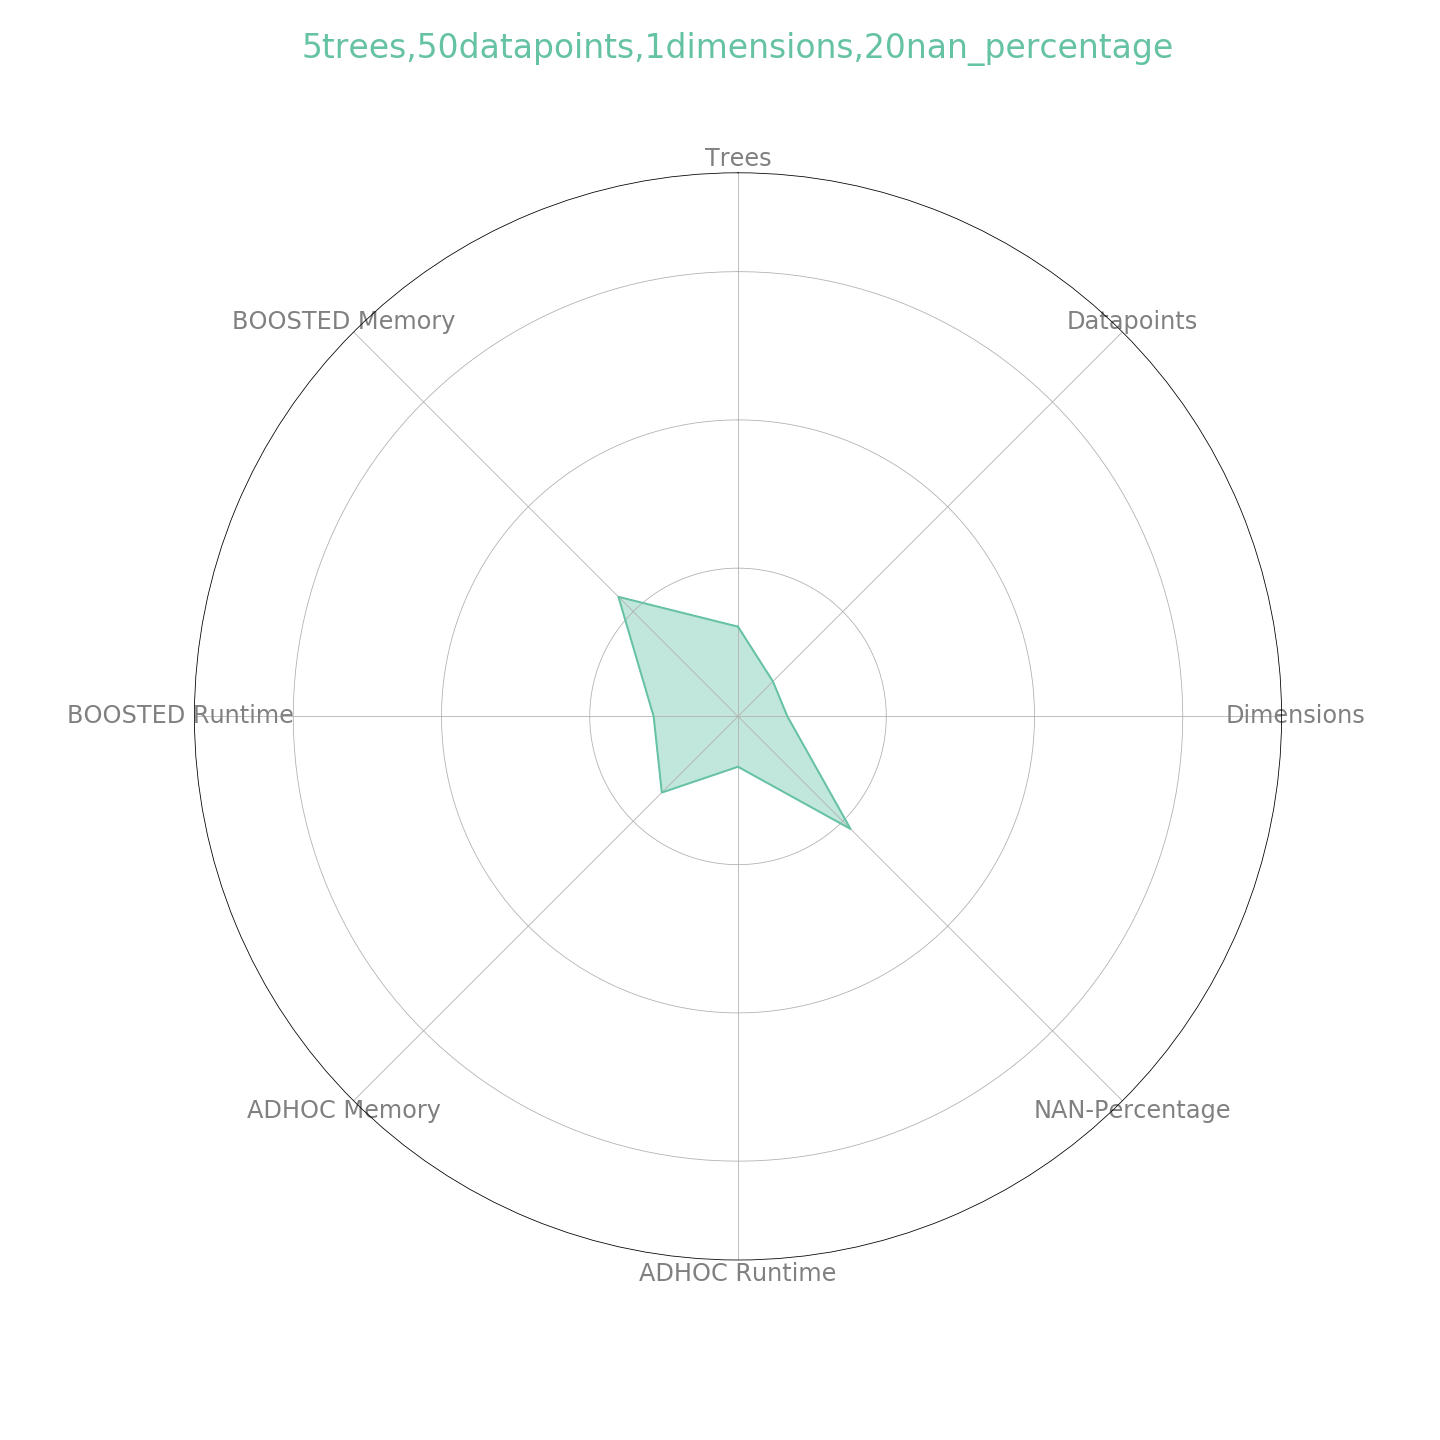 5trees,50datapoints,1dimensions,20nan_percentage
Trees
BOOSTED Memory
Datapoints
BOOSTED Runtime
Dimensions
ADHOC Memory
NAN-Percentage
ADHOC Runtime